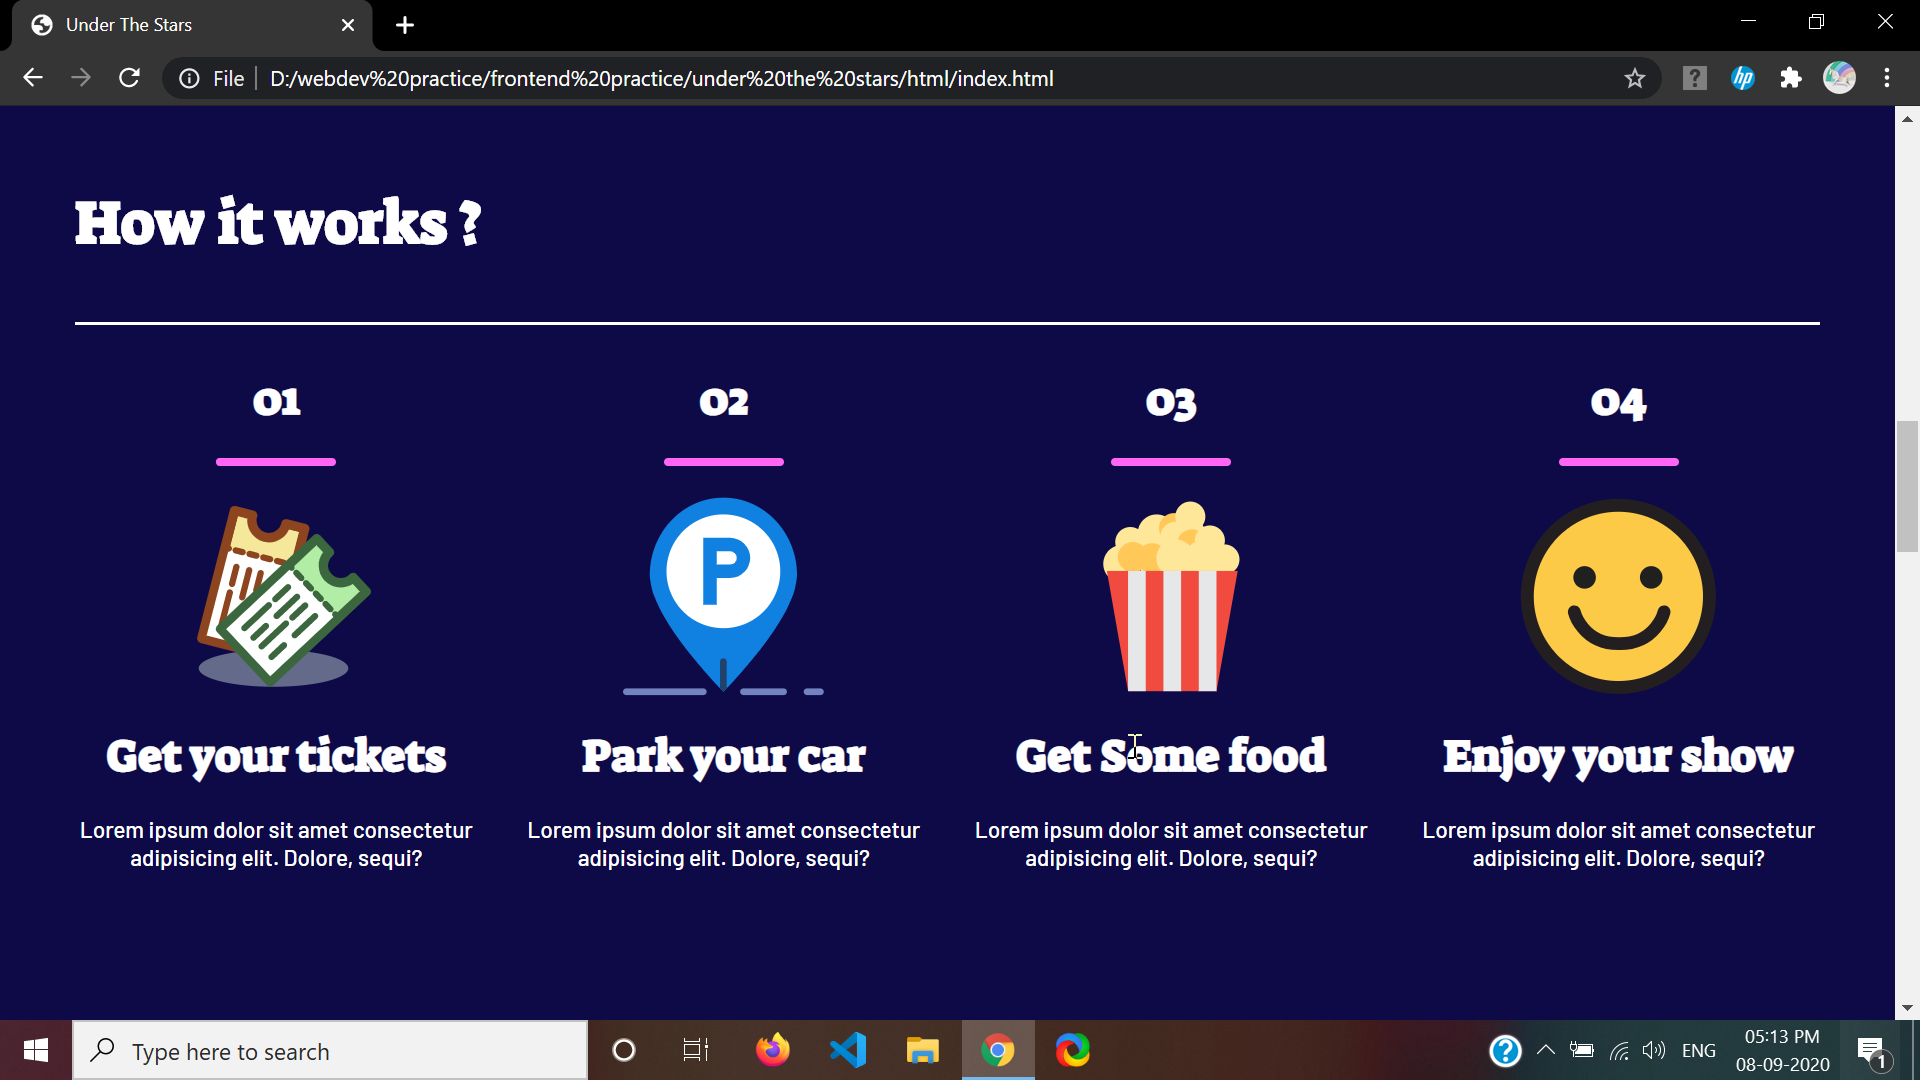 Under The Stars
File D:/webdev%20practice/frontend%20practice/under%20the%20stars/html/index.html
?
hp
How it works ?
01
02
03
04
P
Get your tickets
Park your car
Get Some food
Enjoy your show
Lorem ipsum dolor sit amet consectetur
adipisicing elit. Dolore, sequi?
Lorem ipsum dolor sit amet consectetur
adipisicing elit. Dolore, sequi?
Lorem ipsum dolor sit amet consectetur
adipisicing elit. Dolore, sequi?
Lorem ipsum dolor sit amet consectetur
adipisicing elit. Dolore, sequi?
Type here to search
?
ENG
05:13 PM
08-09-2020
1